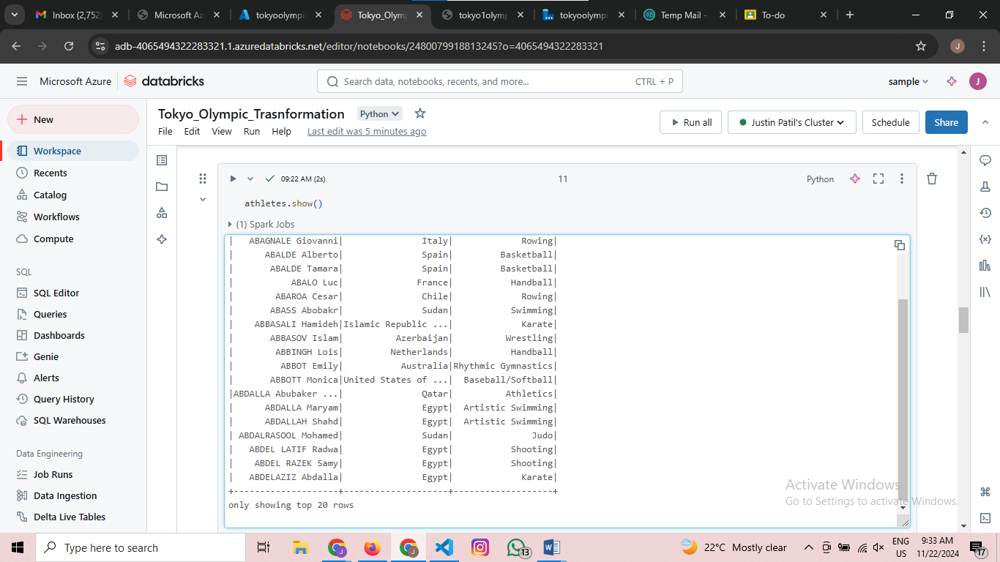 Inbox (2,752)
Microsoft Az
tokyoolympi
Tokyo_Olym
tokyo1olymp
tokyoolympi
Temp Mail -
To-do
adb-4065494322283321.1.azuredatabricks.net/editor/notebooks/2480079918813245?o=4065494322283321
J
Microsoft Azure
databricks
Search data, notebooks, recents, and more...
CTRL + P
sample
J
New
Workspace
Recents
Catalog
Workflows
Compute
SQL
SQL Editor
Queries
Dashboards
Genie
Alerts
Query History
SQL Warehouses
Data Engineering
Job Runs
Data Ingestion
Delta Live Tables
Tokyo_Olympic_Trasnformation
Python
File Edit View Run Help Last edit was 5 minutes ago
Run all
Justin Patil's Cluster
Schedule
Share
09:22 AM (2s)
11
Python
athletes.show()
(1) Spark Jobs
|   ABAGNALE Giovanni|               Italy|             Rowing|
|      ABALDE Alberto|               Spain|         Basketball|
|       ABALDE Tamara|               Spain|         Basketball|
|           ABALO Luc|              France|           Handball|
|        ABAROA Cesar|               Chile|             Rowing|
|        ABASS Abobakr|               Sudan|           Swimming|
|    ABBASALI Hamideh|Islamic Republic ...|             Karate|
|       ABBASOV Islam|          Azerbaijan|          Wrestling|
|        ABBINGH Lois|         Netherlands|           Handball|
|         ABBOT Emily|           Australia|Rhythmic Gymnastics|
|       ABBOTT Monica|United States of ...|  Baseball/Softball|
|ABDALLA Abubaker ...|               Qatar|          Athletics|
|      ABDALLA Maryam|               Egypt|  Artistic Swimming|
|      ABDALLAH Shahd|               Egypt|  Artistic Swimming|
| ABDALRASOOL Mohamed|               Sudan|               Judo|
|   ABDEL LATIF Radwa|               Egypt|           Shooting|
|    ABDEL RAZEK Samy|               Egypt|           Shooting|
|   ABDELAZIZ Abdalla|               Egypt|             Karate|
+--------------------+--------------------+-------------------+
only showing top 20 rows
Activate Windows
Go to Settings to activate Windows.
Type here to search
J
J
13
22°C Mostly clear
ENG
US
9:33 AM
11/22/2024
17